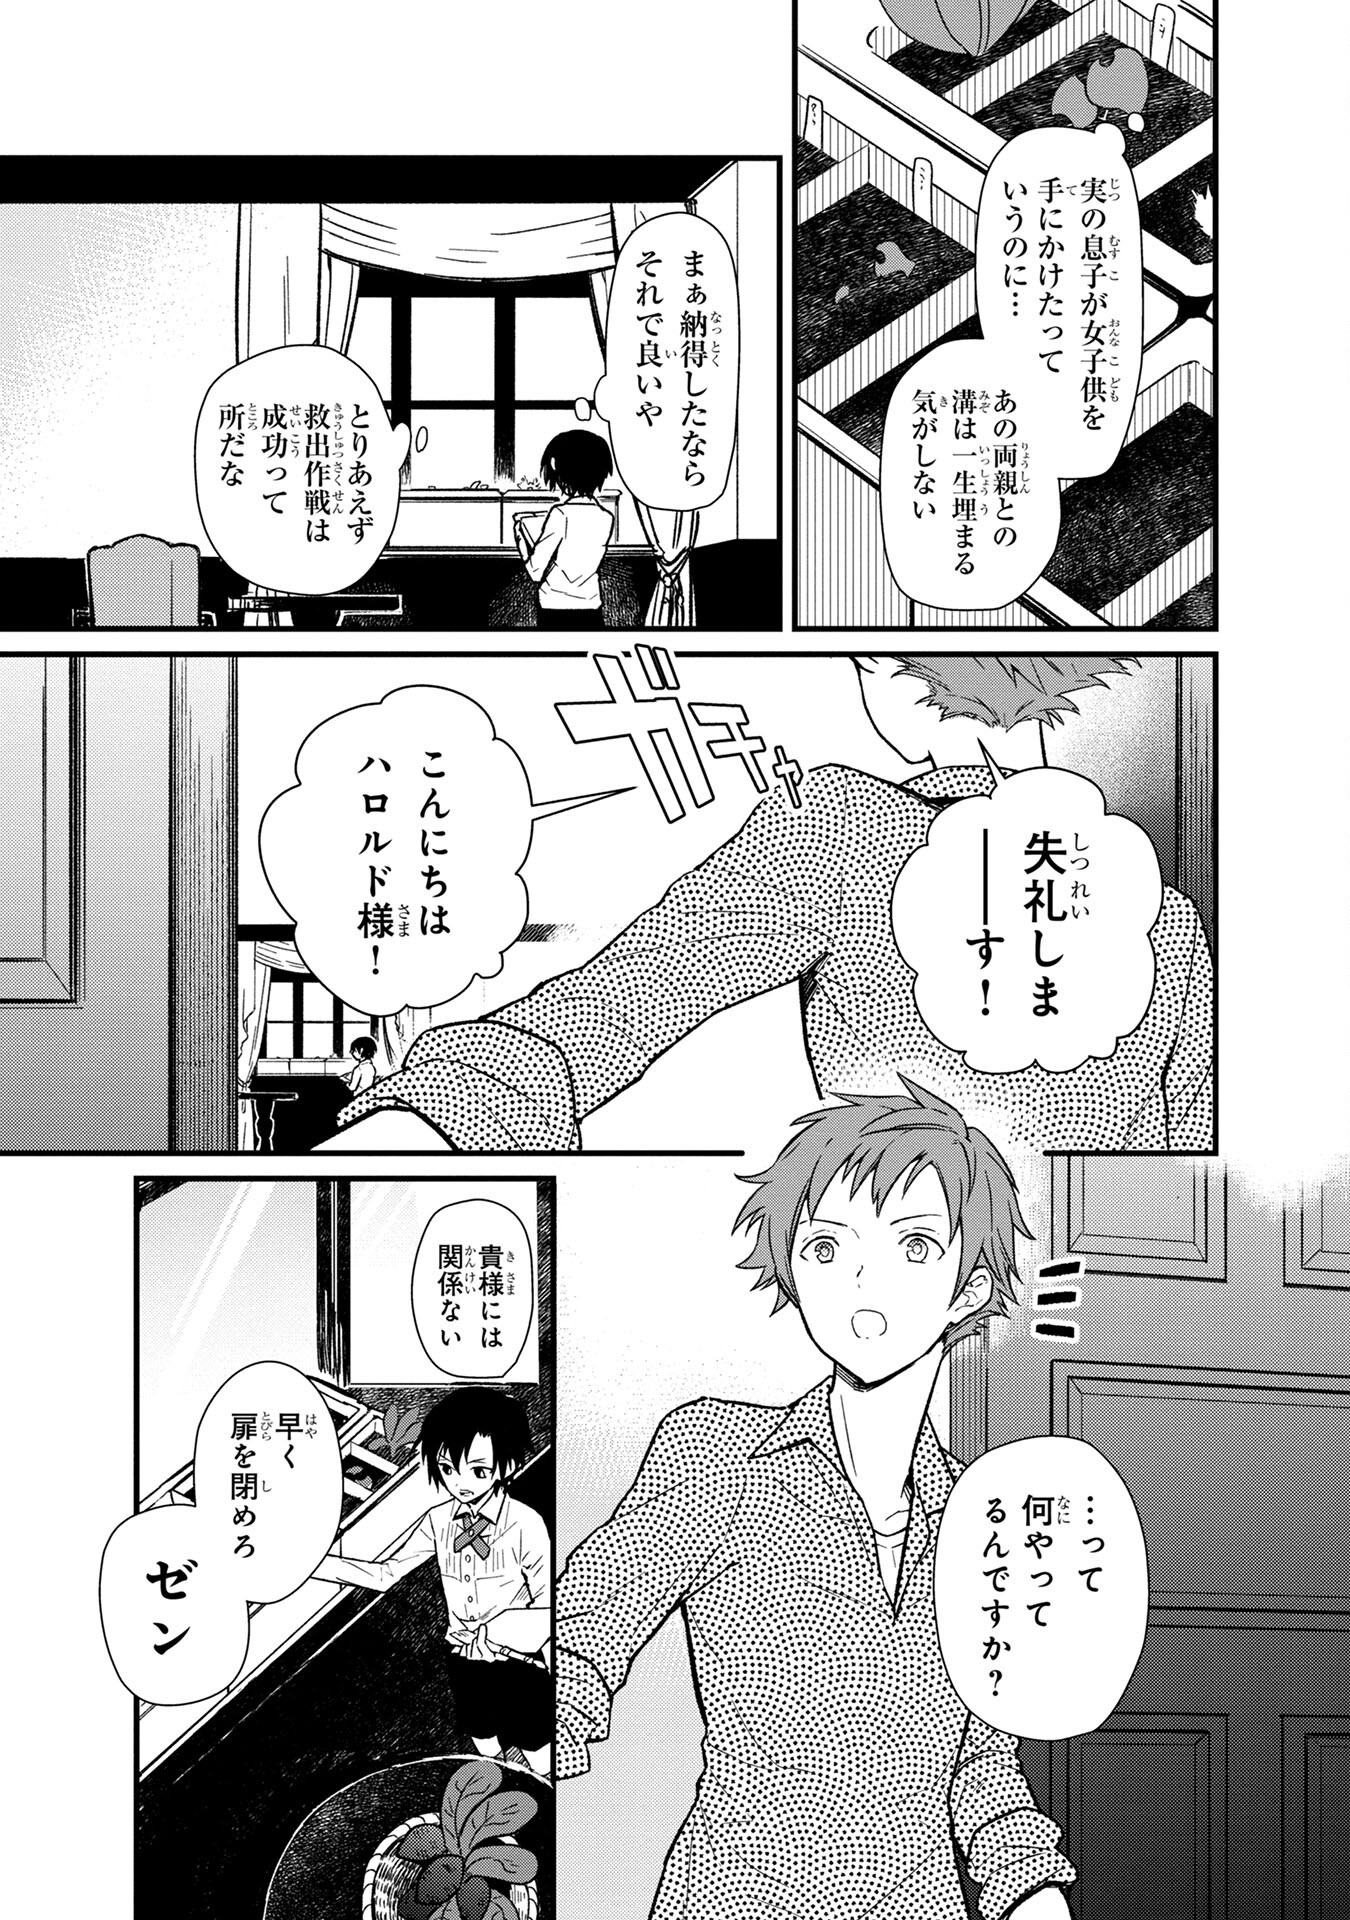 実の息子が女子供を
手にかけたって
いうのに…
あの両親との
溝は一生埋まる
気がしない
まぁ納得したなら
それで良いや
とりあえず
救出作戦は
成功って
所だな
ガチャ
失礼しま
――す！
こんにちは
ハロルド様！
…って
何やって
るんですか？
貴様には
関係ない
早く
扉を閉めろ
ゼン